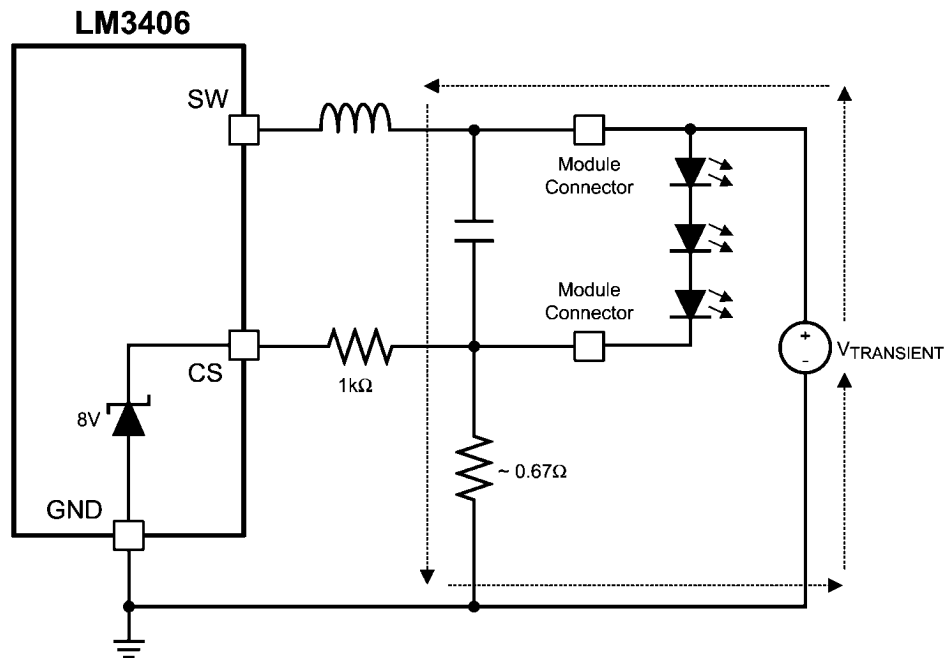 LM3406
SW
Module
Connector
Module
Connector
+
-
VTRANSIENT
CS
1kΩ
8V
~ 0.67Ω
GND